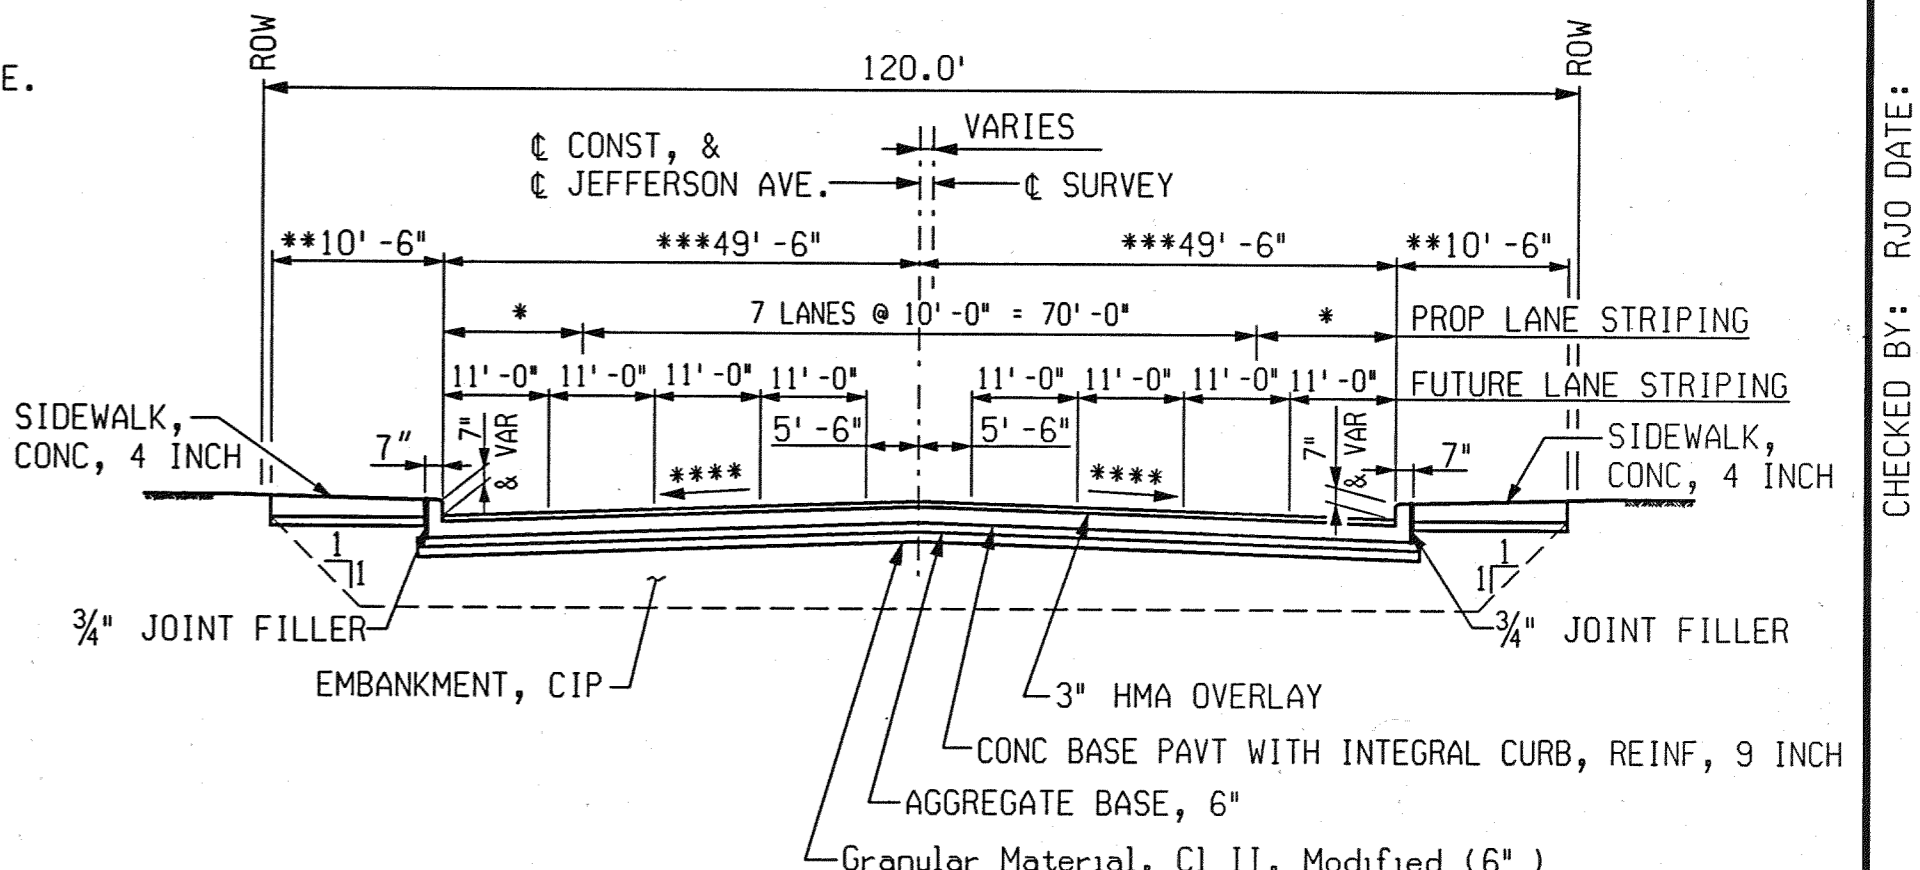 ROW
ROW
E.
120.0'
VARIES
℄ CONST, &
℄ JEFFERSON AVE.
℄ SURVEY
**10'-6"
***49'-6"
***49'-6"
**10'-6"
*
7 LANES @ 10'-0" = 70'-0"
*
PROP LANE STRIPING
11'-0"
11'-0"
11'-0"
11'-0"
11'-0"
11'-0"
11'-0"
11'-0"
FUTURE LANE STRIPING
SIDEWALK,
CONC, 4 INCH
7"
7"
& VAR
5'-6"
5'-6"
****
****
7"
& VAR
7"
SIDEWALK,
CONC, 4 INCH
1
1
1
1
¾" JOINT FILLER
¾" JOINT FILLER
EMBANKMENT, CIP
3" HMA OVERLAY
CONC BASE PAVT WITH INTEGRAL CURB, REINF, 9 INCH
AGGREGATE BASE, 6"
Granular Material, Cl II, Modified (6" )
CHECKED BY: RJO DATE: